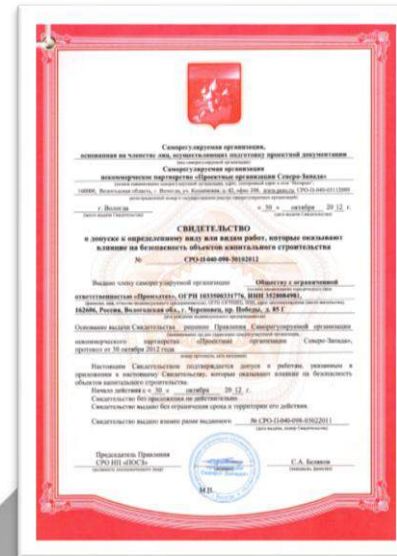 Саморегулируемая организация,
основанная на членстве лиц, осуществляющих подготовку проектной документации
Саморегулируемая организация
некоммерческое партнерство «Проектные организации Северо-Запада»
г. Вологда « 30 » октября 20 12 г.
СВИДЕТЕЛЬСТВО
о допуске к определенному виду или видам работ, которые оказывают
влияние на безопасность объектов капитального строительства
№ СРО-П-040-098-30102012
Выдано члену саморегулируемой организации Обществу с ограниченной
162606, Россия, Вологодская обл., г. Череповец, пр. Победы, д. 85 Г
Основание выдачи Свидетельства решение Правления Саморегулируемой организации
некоммерческого партнерства «Проектные организации Северо-Запада»,
протокол от 30 октября 2012 года
Настоящим Свидетельством подтверждается допуск к работам, указанным в
приложении к настоящему Свидетельству, которые оказывают влияние на безопасность
объектов капитального строительства.
Начало действия с « 30 » октября 20 12 г.
Свидетельство без приложения не действительно
Свидетельство выдано без ограничения срока и территории его действия.
Свидетельство выдано взамен ранее выданного № СРО-П-040-098-03022011
Председатель Правления
СРО НП «ПОСЗ» С.А. Беляков
М.П.